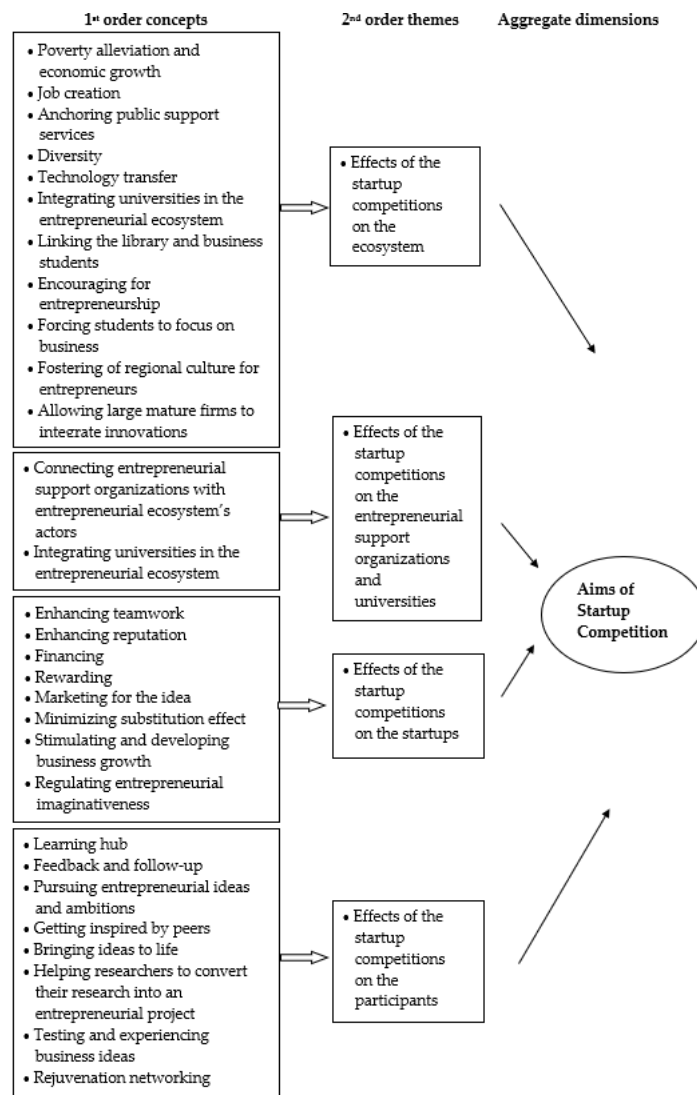 1st order concepts
2nd order themes
Aggregate dimensions
• Poverty alleviation and
economic growth
• Job creation
• Anchoring public support
services
• Diversity
• Technology transfer
• Integrating universities in the
entrepreneurial ecosystem
• Linking the library and business
students
• Encouraging for
entrepreneurship
• Forcing students to focus on
business
• Fostering of regional culture for
entrepreneurs
• Allowing large mature firms to
integrate innovations
• Effects of the
startup
competitions
on the
ecosystem
• Connecting entrepreneurial
support organizations with
entrepreneurial ecosystem's
actors
• Integrating universities in the
entrepreneurial ecosystem
• Effects of the
startup
competitions
on the
entrepreneurial
support
organizations
and
universities
• Enhancing teamwork
• Enhancing reputation
• Financing
• Rewarding
• Marketing for the idea
• Minimizing substitution effect
• Stimulating and developing
business growth
• Regulating entrepreneurial
imaginativeness
• Effects of the
startup
competitions
on the startups
• Learning hub
• Feedback and follow-up
• Pursuing entrepreneurial ideas
and ambitions
• Getting inspired by peers
• Bringing ideas to life
• Helping researchers to convert
their research into an
entrepreneurial project
• Testing and experiencing
business ideas
• Rejuvenation networking
• Effects of the
startup
competitions
on the
participants
Aims of
Startup
Competition